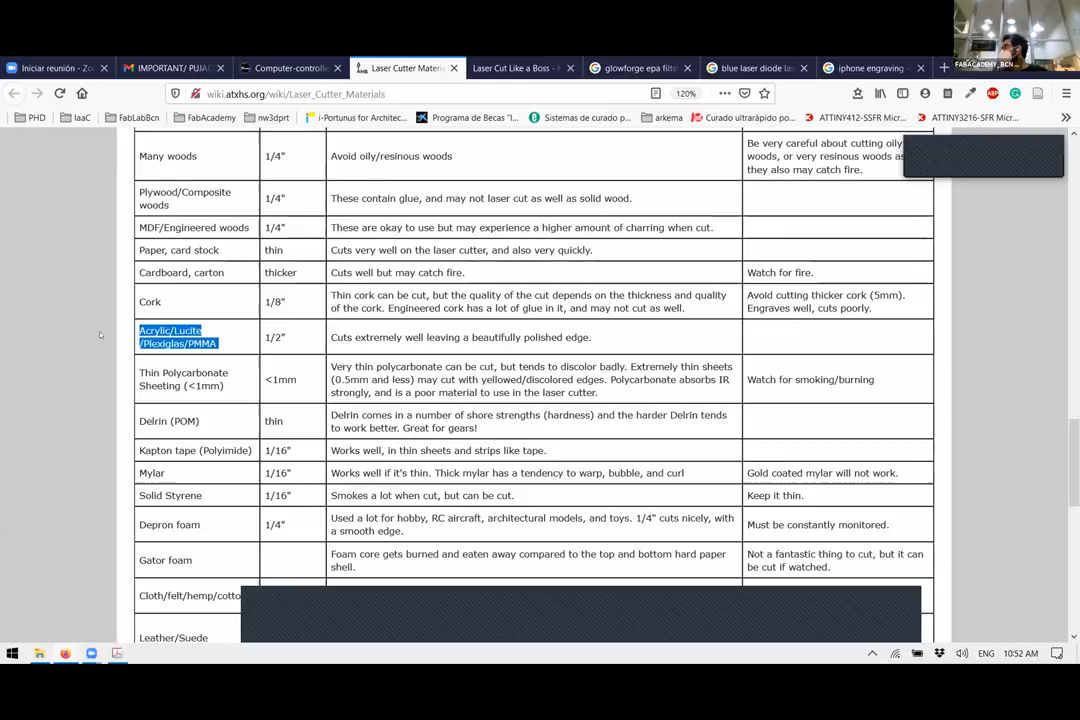 FABACADEMY_BCN ...
Iniciar reunión - Zo
IMPORTANT/ PUJAD
Computer-controlle
Laser Cutter Materia
Laser Cut Like a Boss -
glowforge epa filte
blue laser diode las
iphone engraving -
wiki.atxhs.org/wiki/Laser_Cutter_Materials
120%
PHD
IaaC
FabLabBcn
FabAcademy
nw3dprt
i-Portunus for Architec...
Programa de Becas "I...
Sistemas de curado p...
arkema
Curado ultrarápido po...
ATTINY412-SSFR Micr...
ATTINY3216-SFR Micr...
Many woods
1/4"
Avoid oily/resinous woods
Be very careful about cutting oily
woods, or very resinous woods as
they also may catch fire.
Plywood/Composite
woods
1/4"
These contain glue, and may not laser cut as well as solid wood.
MDF/Engineered woods
1/4"
These are okay to use but may experience a higher amount of charring when cut.
Paper, card stock
thin
Cuts very well on the laser cutter, and also very quickly.
Cardboard, carton
thicker
Cuts well but may catch fire.
Watch for fire.
Cork
1/8"
Thin cork can be cut, but the quality of the cut depends on the thickness and quality
of the cork. Engineered cork has a lot of glue in it, and may not cut as well.
Avoid cutting thicker cork (5mm).
Engraves well, cuts poorly.
Acrylic/Lucite
/Plexiglas/PMMA
1/2"
Cuts extremely well leaving a beautifully polished edge.
Thin Polycarbonate
Sheeting (<1mm)
<1mm
Very thin polycarbonate can be cut, but tends to discolor badly. Extremely thin sheets
(0.5mm and less) may cut with yellowed/discolored edges. Polycarbonate absorbs IR
strongly, and is a poor material to use in the laser cutter.
Watch for smoking/burning
Delrin (POM)
thin
Delrin comes in a number of shore strengths (hardness) and the harder Delrin tends
to work better. Great for gears!
Kapton tape (Polyimide)
1/16"
Works well, in thin sheets and strips like tape.
Mylar
1/16"
Works well if it's thin. Thick mylar has a tendency to warp, bubble, and curl
Gold coated mylar will not work.
Solid Styrene
1/16"
Smokes a lot when cut, but can be cut.
Keep it thin.
Depron foam
1/4"
Used a lot for hobby, RC aircraft, architectural models, and toys. 1/4" cuts nicely, with
a smooth edge.
Must be constantly monitored.
Gator foam
Foam core gets burned and eaten away compared to the top and bottom hard paper
shell.
Not a fantastic thing to cut, but it can
be cut if watched.
Cloth/felt/hemp/cotto
Leather/Suede
ENG
10:52 AM